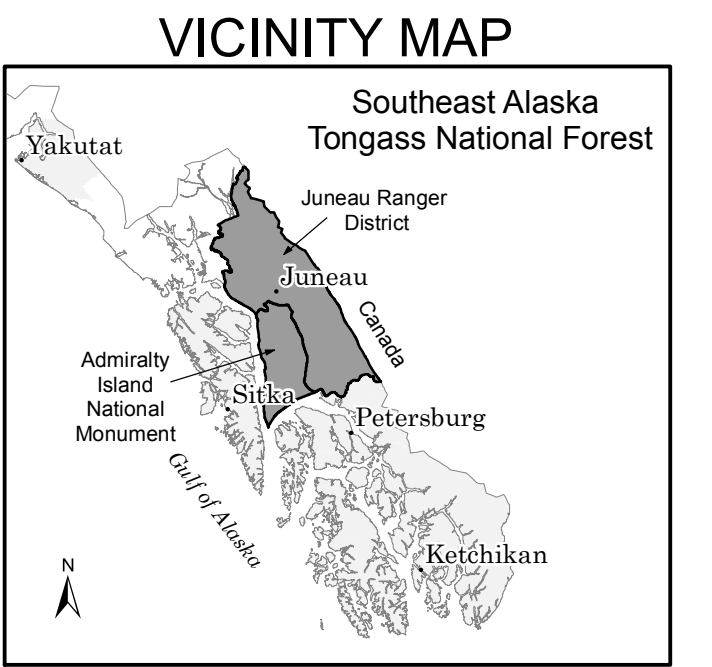 VICINITY MAP
Southeast Alaska
Tongass National Forest
Yakutat
Juneau Ranger
District
Juneau
Canada
Admiralty
Island
National
Monument
Sitka
Petersburg
Gulf of Alaska
Ketchikan
N